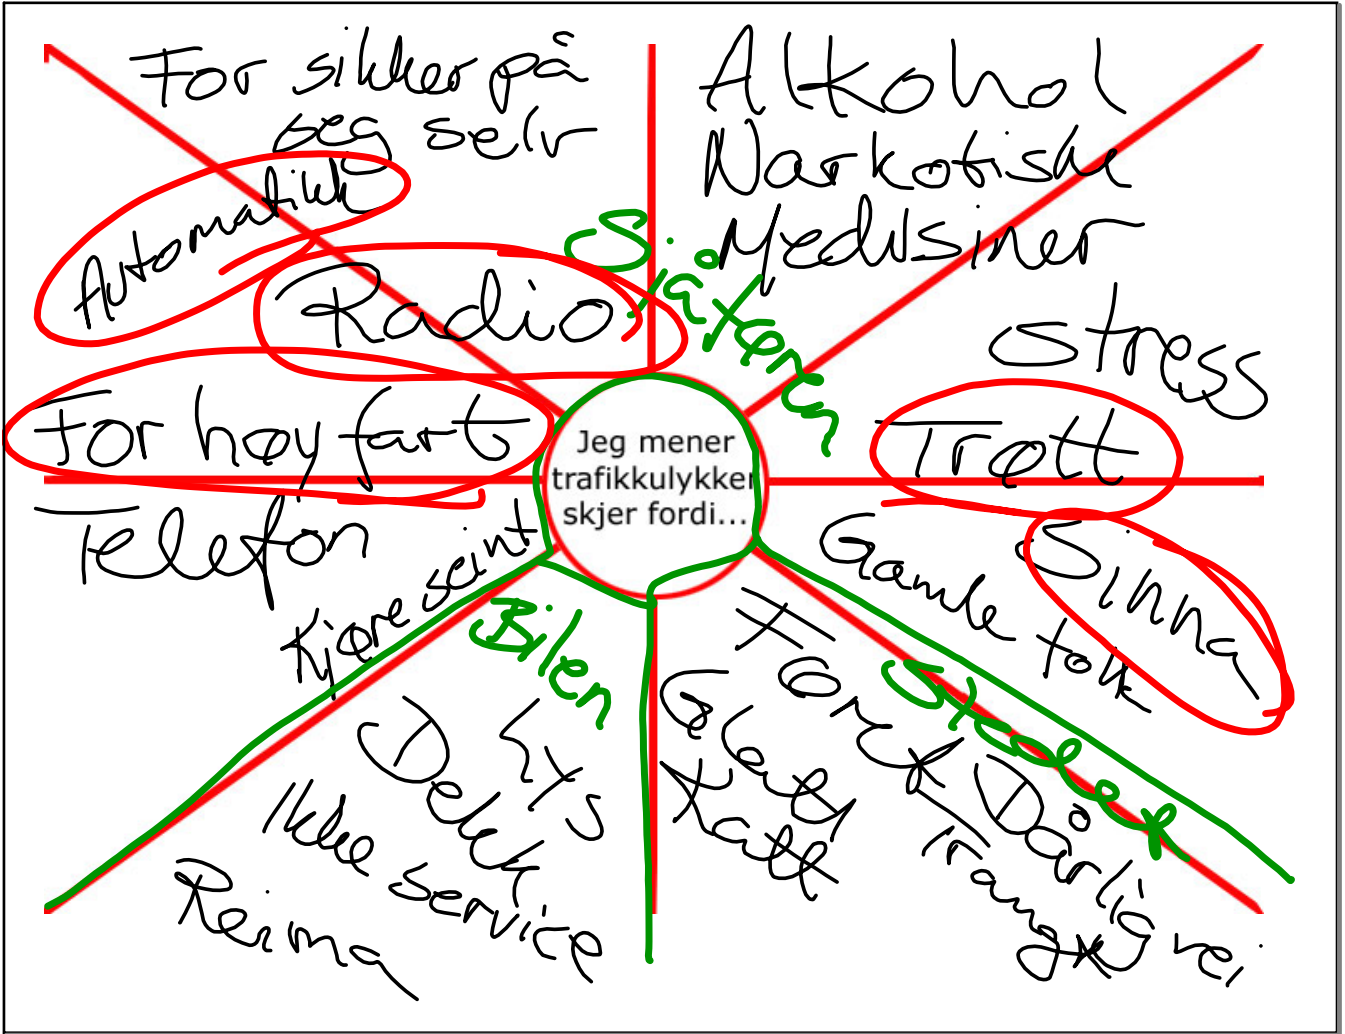 For sikker på
seg selv
Automatikk
Radio
For høy fart
Telefon
Kjøre seint
Alkohol
Narkotiske
Medisiner
Sjåføren
stress
Trøtt
Sinna
Gamle folk
Jeg mener
trafikkulykker
skjer fordi...
Bilen
Lys
Dekk
Ikke service
Reima
Stedet
Føret
Glatt
Kaldt
Dårlig vei
Trangt